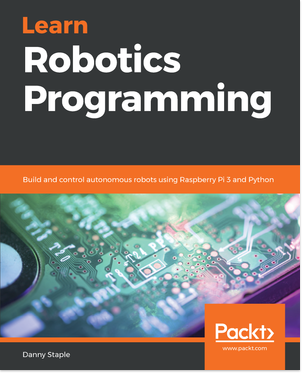 Learn
Robotics
Programming
Build and control autonomous robots using Raspberry Pi 3 and Python
Packt>
www.packt.com
Danny Staple